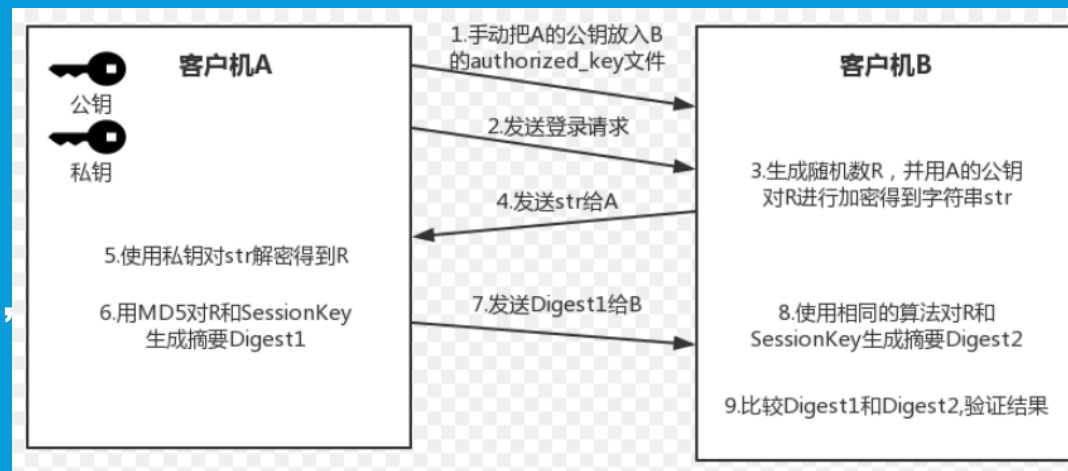 1.手动把A的公钥放入B
的authorized_key文件
客户机A
客户机B
公钥
2.发送登录请求
私钥
3.生成随机数R，并用A的公钥
对R进行加密得到字符串str
4.发送str给A
5.使用私钥对str解密得到R
6.用MD5对R和SessionKey
生成摘要Digest1
7.发送Digest1给B
8.使用相同的算法对R和
SessionKey生成摘要Digest2
9.比较Digest1和Digest2,验证结果